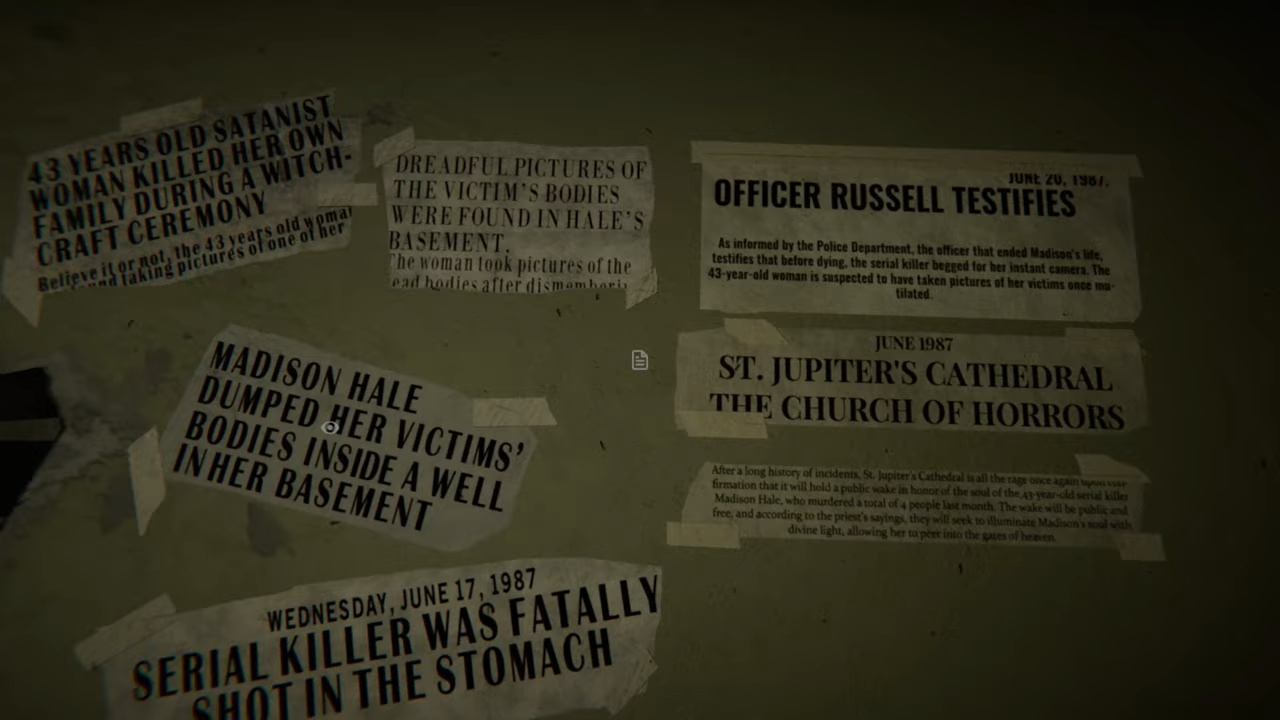 43 YEARS OLD SATANIST
WOMAN KILLED HER OWN
FAMILY DURING A WITCH-
CRAFT CEREMONY
Believe it or not, the 43 years old woman
and taking pictures of one of her
DREADFUL PICTURES OF
THE VICTIM'S BODIES
WERE FOUND IN HALE'S
BASEMENT.
The woman took pictures of the
ead bodies after dismemberi
MADISON HALE
DUMPED HER VICTIMS'
BODIES INSIDE A WELL
IN HER BASEMENT
WEDNESDAY, JUNE 17, 1987
SERIAL KILLER WAS FATALLY
SHOT IN THE STOMACH
JUNE 20, 1987.
OFFICER RUSSELL TESTIFIES
As informed by the Police Department, the officer that ended Madison's life,
testifies that before dying, the serial killer begged for her instant camera. The
43-year-old woman is suspected to have taken pictures of her victims once mu-
tilated.
JUNE 1987
ST. JUPITER'S CATHEDRAL
THE CHURCH OF HORRORS
After a long history of incidents, St. Jupiter's Cathedral is all the rage once again
firmation that it will hold a public wake in honor of the soul of the 43-year-old serial killer
Madison Hale, who murdered a total of 4 people last month. The wake will be public and
free, and according to the priest's sayings, they will seek to illuminate Madison's soul with
divine light, allowing her to peer into the gates of heaven.